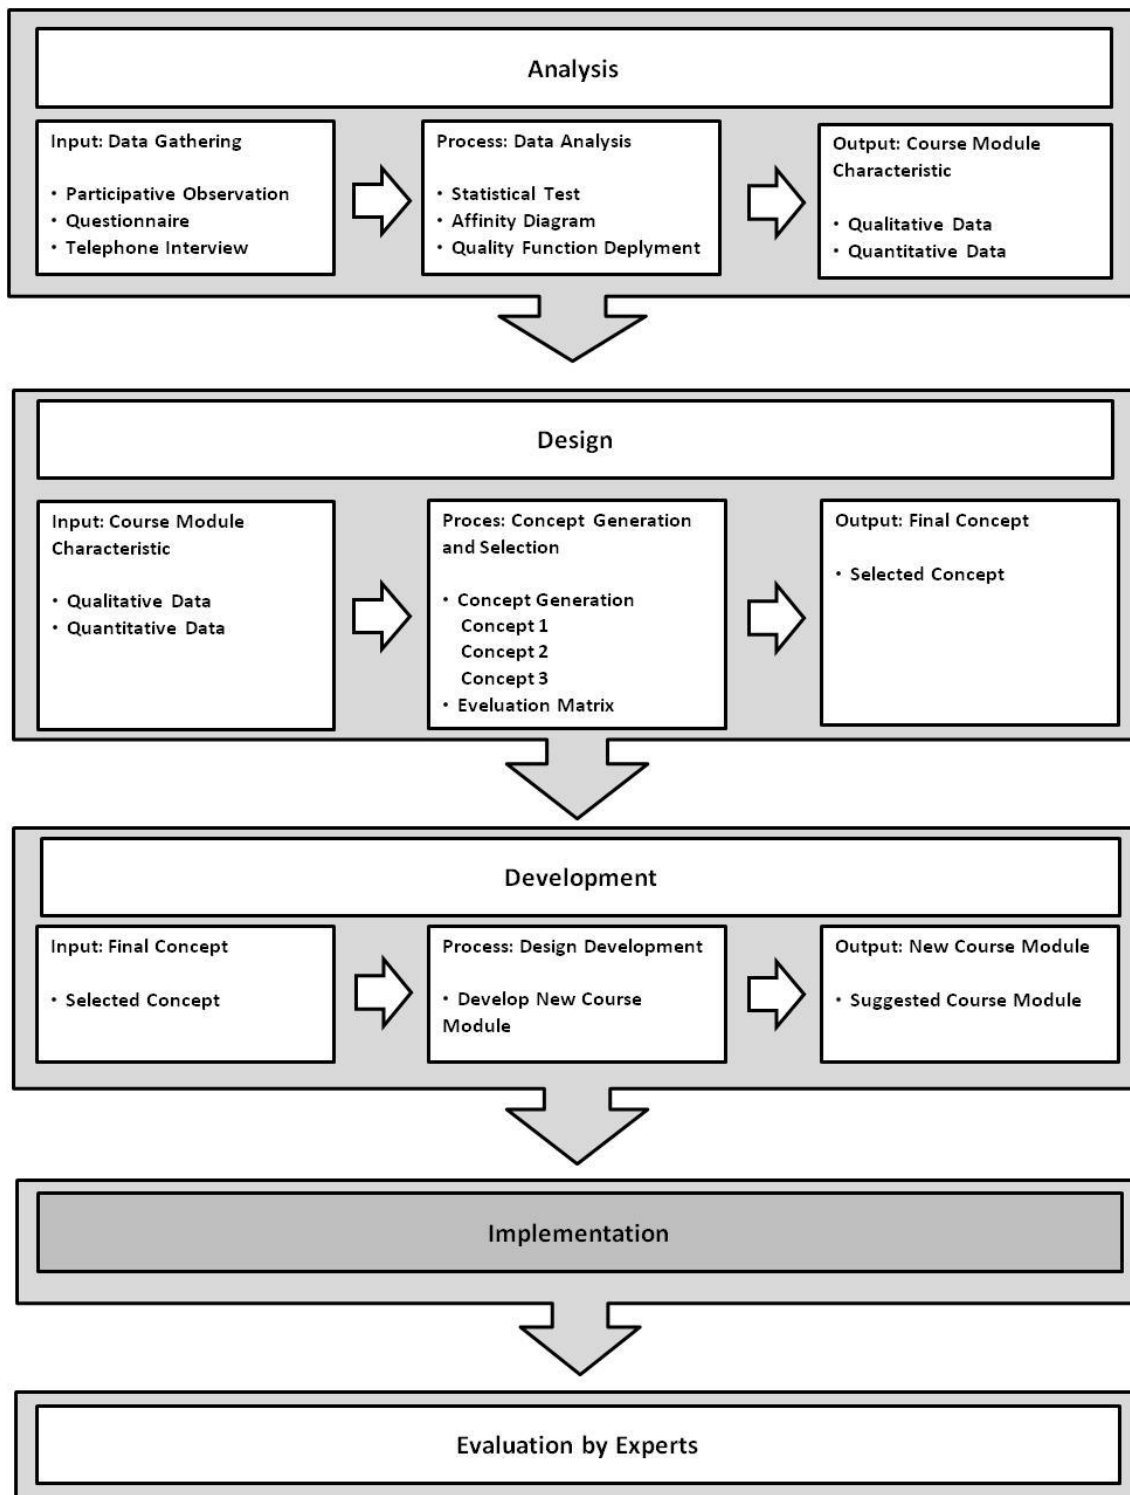 Analysis
Input: Data Gathering
• Participative Observation
• Questionnaire
• Telephone Interview
Process: Data Analysis
• Statistical Test
• Affinity Diagram
• Quality Function Deplyment
Output: Course Module
Characteristic
• Qualitative Data
• Quantitative Data
Design
Input: Course Module
Characteristic
• Qualitative Data
• Quantitative Data
Proces: Concept Generation
and Selection
• Concept Generation
Concept 1
Concept 2
Concept 3
• Eveluation Matrix
Output: Final Concept
• Selected Concept
Development
Input: Final Concept
• Selected Concept
Process: Design Development
• Develop New Course
Module
Output: New Course Module
• Suggested Course Module
Implementation
Evaluation by Experts